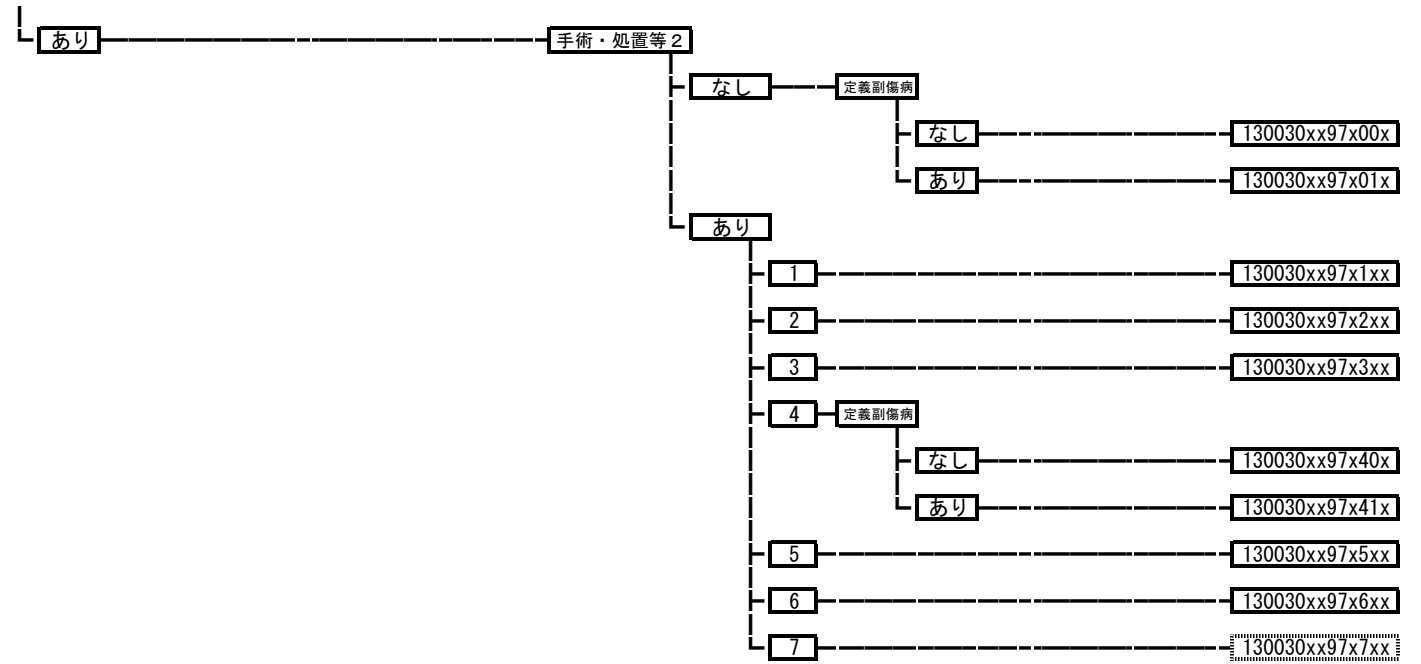 あり 手術・処置等２
なし 定義副傷病
なし 130030xx97x00x
あり 130030xx97x01x
あり
1 130030xx97x1xx
2 130030xx97x2xx
3 130030xx97x3xx
4 定義副傷病
なし 130030xx97x40x
あり 130030xx97x41x
5 130030xx97x5xx
6 130030xx97x6xx
7 130030xx97x7xx